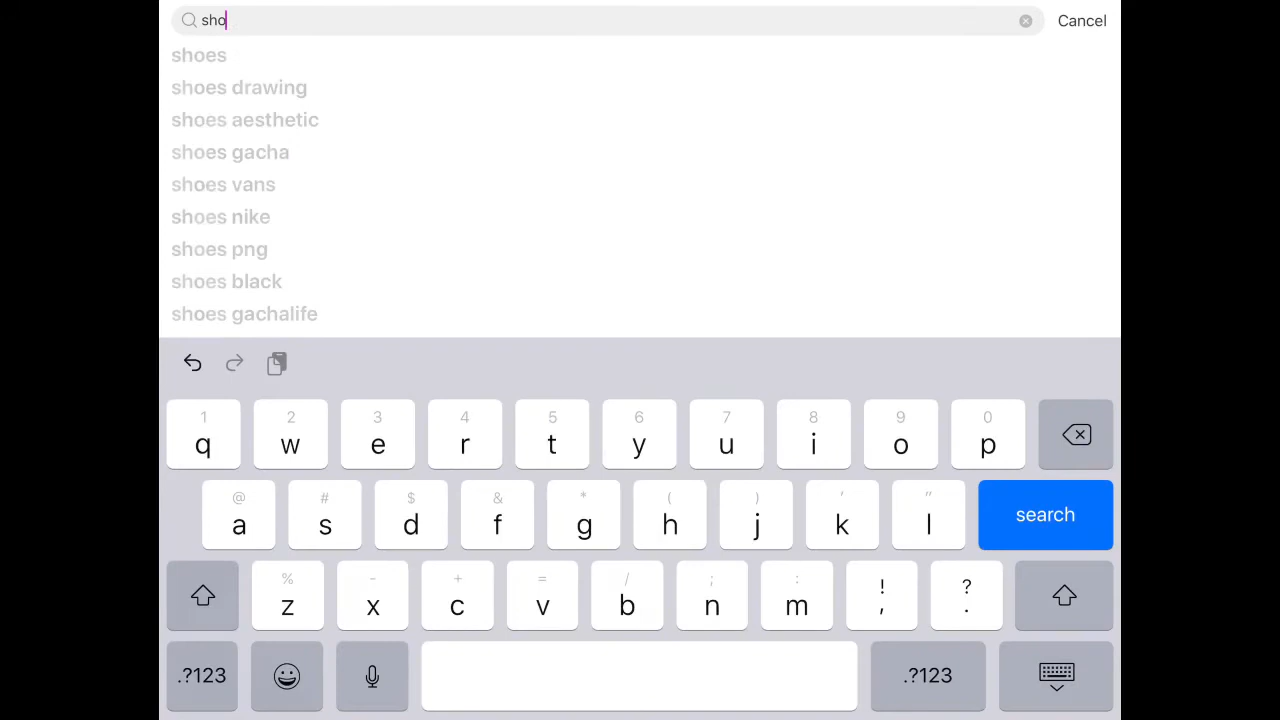 sho Cancel
shoes
shoes drawing
shoes aesthetic
shoes gacha
shoes vans
shoes nike
shoes png
shoes black
shoes gachalife
1 2 3 4 5 6 7 8 9 0
q w e r t y u i o p
@ # $ & * ( ) ' "
a s d f g h j k l search
% - + = / ; : ! ?
z x c v b n m , .
.?123 .?123